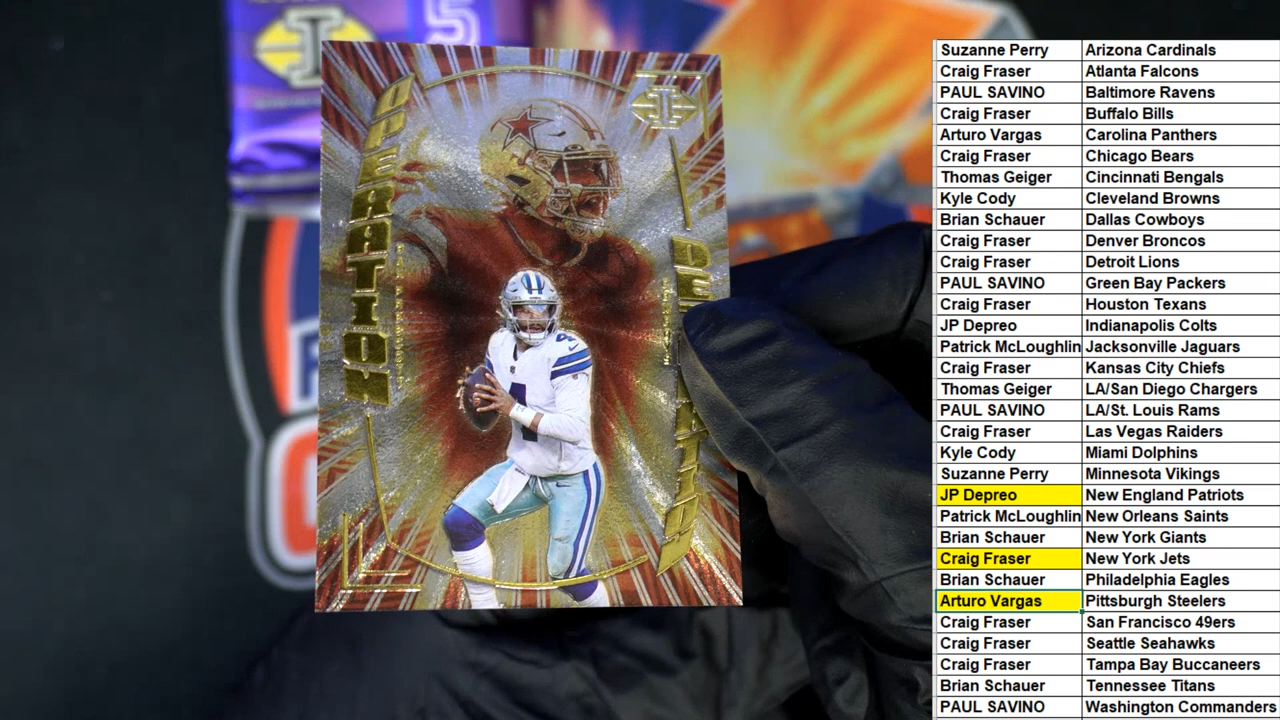 5
OPERATION
DETONATION
4
4
Suzanne Perry Arizona Cardinals
Craig Fraser Atlanta Falcons
PAUL SAVINO Baltimore Ravens
Craig Fraser Buffalo Bills
Arturo Vargas Carolina Panthers
Craig Fraser Chicago Bears
Thomas Geiger Cincinnati Bengals
Kyle Cody Cleveland Browns
Brian Schauer Dallas Cowboys
Craig Fraser Denver Broncos
Craig Fraser Detroit Lions
PAUL SAVINO Green Bay Packers
Craig Fraser Houston Texans
JP Depreo Indianapolis Colts
Patrick McLoughlin Jacksonville Jaguars
Craig Fraser Kansas City Chiefs
Thomas Geiger LA/San Diego Chargers
PAUL SAVINO LA/St. Louis Rams
Craig Fraser Las Vegas Raiders
Kyle Cody Miami Dolphins
Suzanne Perry Minnesota Vikings
JP Depreo New England Patriots
Patrick McLoughlin New Orleans Saints
Brian Schauer New York Giants
Craig Fraser New York Jets
Brian Schauer Philadelphia Eagles
Arturo Vargas Pittsburgh Steelers
Craig Fraser San Francisco 49ers
Craig Fraser Seattle Seahawks
Craig Fraser Tampa Bay Buccaneers
Brian Schauer Tennessee Titans
PAUL SAVINO Washington Commanders